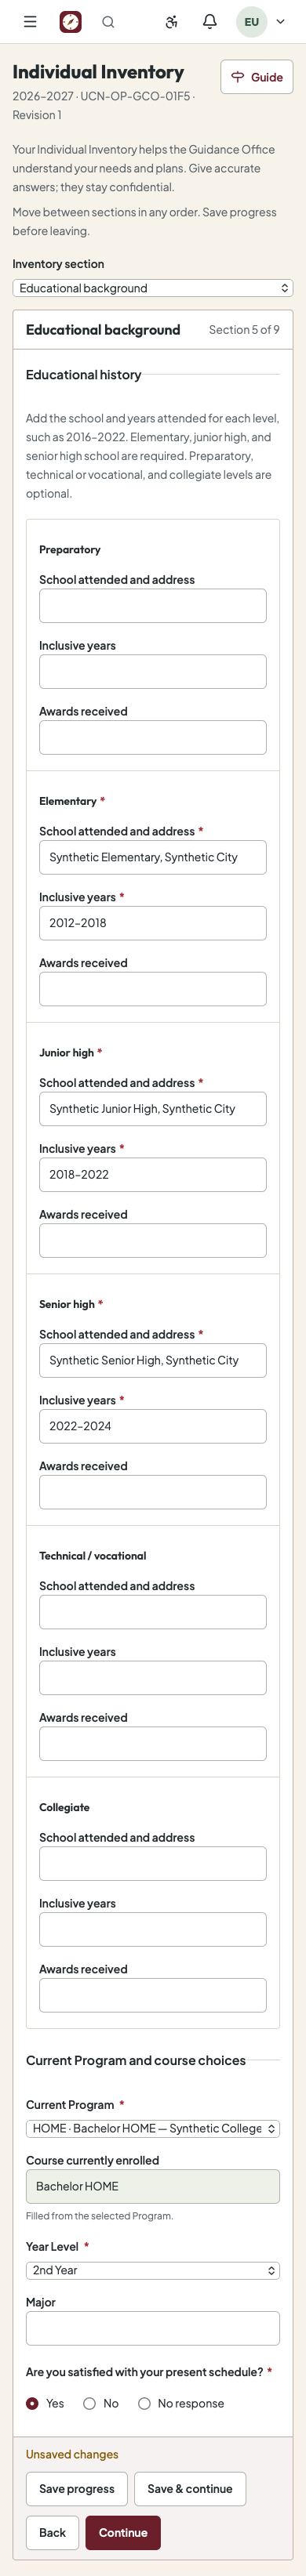 EU
Individual Inventory
Guide
2026–2027 · UCN-OP-GCO-01F5 ·
Revision 1
Your Individual Inventory helps the Guidance Office
understand your needs and plans. Give accurate
answers; they stay confidential.
Move between sections in any order. Save progress
before leaving.
Inventory section
Educational background
Educational background
Section 5 of 9
Educational history
Add the school and years attended for each level,
such as 2016–2022. Elementary, junior high, and
senior high school are required. Preparatory,
technical or vocational, and collegiate levels are
optional.
Preparatory
School attended and address
Inclusive years
Awards received
Elementary *
School attended and address *
Synthetic Elementary, Synthetic City
Inclusive years *
2012–2018
Awards received
Junior high *
School attended and address *
Synthetic Junior High, Synthetic City
Inclusive years *
2018–2022
Awards received
Senior high *
School attended and address *
Synthetic Senior High, Synthetic City
Inclusive years *
2022–2024
Awards received
Technical / vocational
School attended and address
Inclusive years
Awards received
Collegiate
School attended and address
Inclusive years
Awards received
Current Program and course choices
Current Program *
HOME · Bachelor HOME — Synthetic College
Course currently enrolled
Bachelor HOME
Filled from the selected Program.
Year Level *
2nd Year
Major
Are you satisfied with your present schedule? *
Yes
No
No response
Unsaved changes
Save progress
Save & continue
Back
Continue